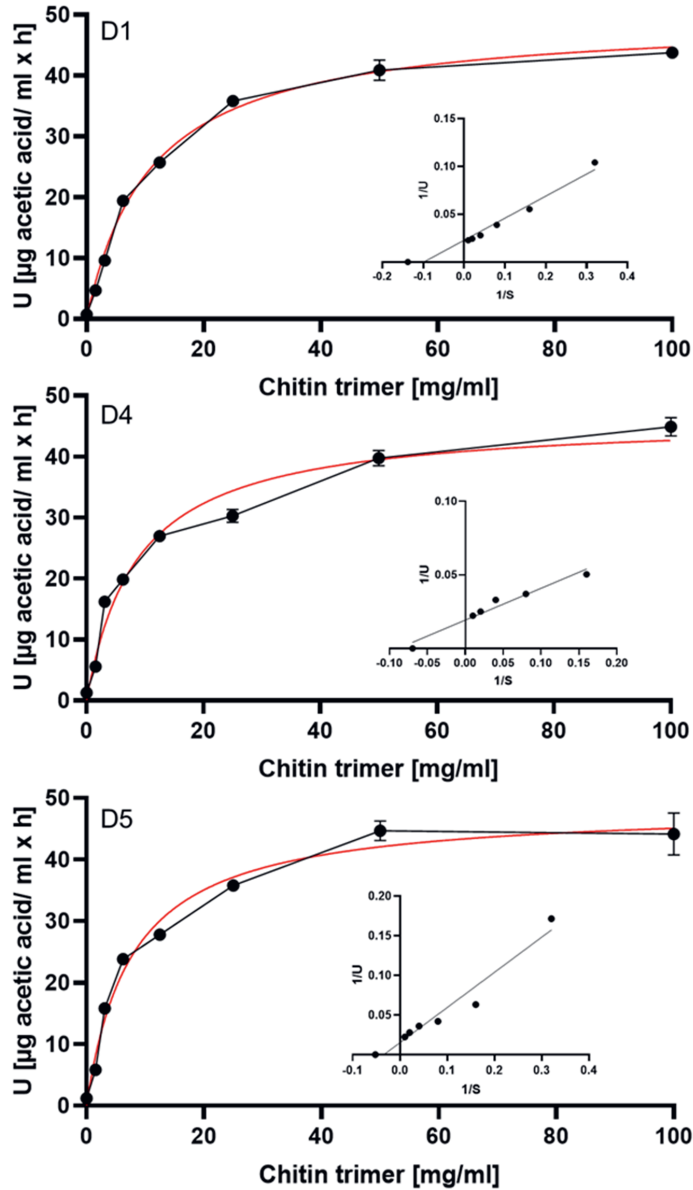 D1
U [µg acetic acid/ ml x h]
50
40
30
20
10
0
0 20 40 60 80 100
Chitin trimer [mg/ml]
1/U
0.15
0.10
0.05
-0.2 -0.1 0.0 0.1 0.2 0.3 0.4
1/S
D4
U [µg acetic acid/ ml x h]
50
40
30
20
10
0
0 20 40 60 80 100
Chitin trimer [mg/ml]
1/U
0.10
0.05
-0.10 -0.05 0.00 0.05 0.10 0.15 0.20
1/S
D5
U [µg acetic acid/ ml x h]
50
40
30
20
10
0
0 20 40 60 80 100
Chitin trimer [mg/ml]
1/U
0.20
0.15
0.10
0.05
-0.1 0.0 0.1 0.2 0.3 0.4
1/S